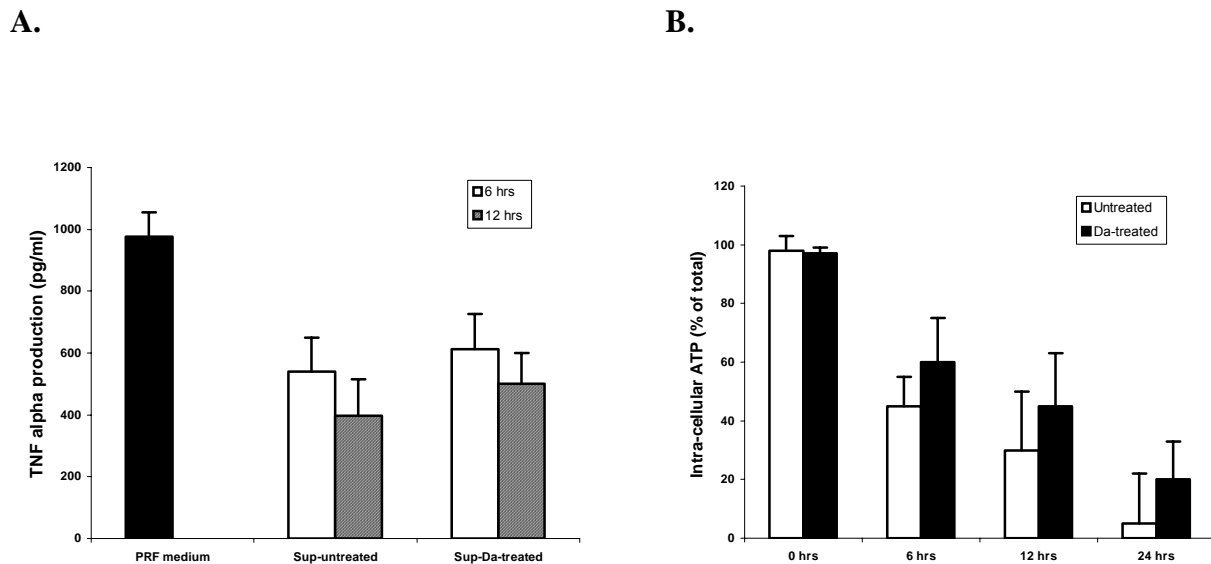 A.
B.
TNF alpha production (pg/ml)
1200
1000
800
600
400
200
0
6 hrs
12 hrs
PRF medium
Sup-untreated
Sup-Da-treated
Intra-cellular ATP (% of total)
120
100
80
60
40
20
0
Untreated
Da-treated
0 hrs
6 hrs
12 hrs
24 hrs